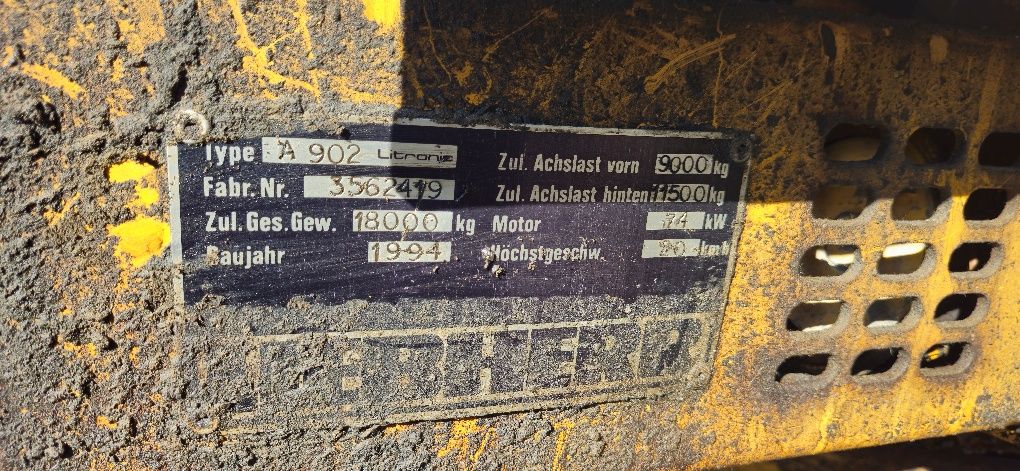 Type A 902 Litronic
Fabr. Nr. 3562419
Zul. Ges. Gew. 18000 kg
Baujahr 1994
Zul. Achslast vorn 9000 kg
Zul. Achslast hinten 11500 kg
Motor 74 kW
Höchstgeschw. 20 km/h
LIEBHERR